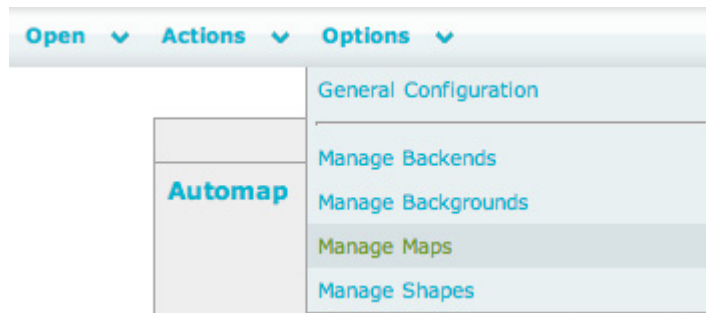 Open Actions Options
General Configuration
Manage Backends
Automap
Manage Backgrounds
Manage Maps
Manage Shapes